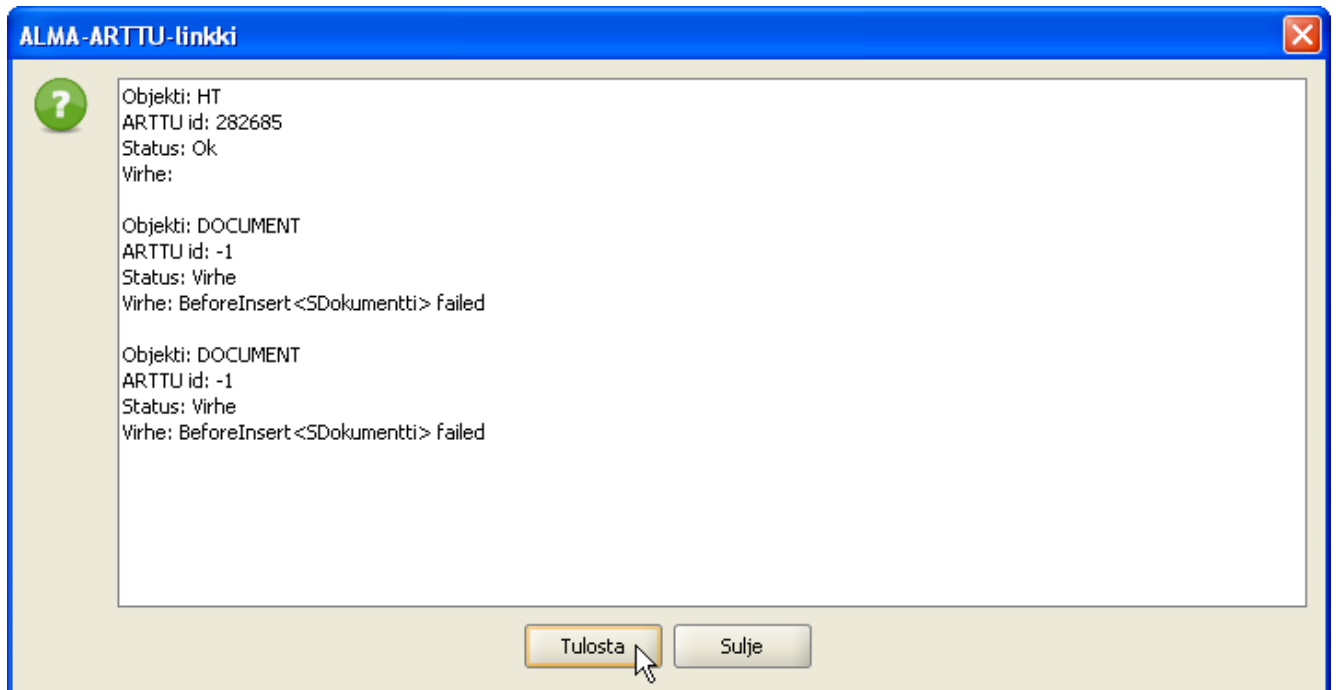 ALMA-ARTTU-linkki
Objekti: HT
ARTTU id: 282685
Status: Ok
Virhe:
Objekti: DOCUMENT
ARTTU id: -1
Status: Virhe
Virhe: BeforeInsert<SDokumentti> failed
Objekti: DOCUMENT
ARTTU id: -1
Status: Virhe
Virhe: BeforeInsert<SDokumentti> failed
Tulosta
Sulje